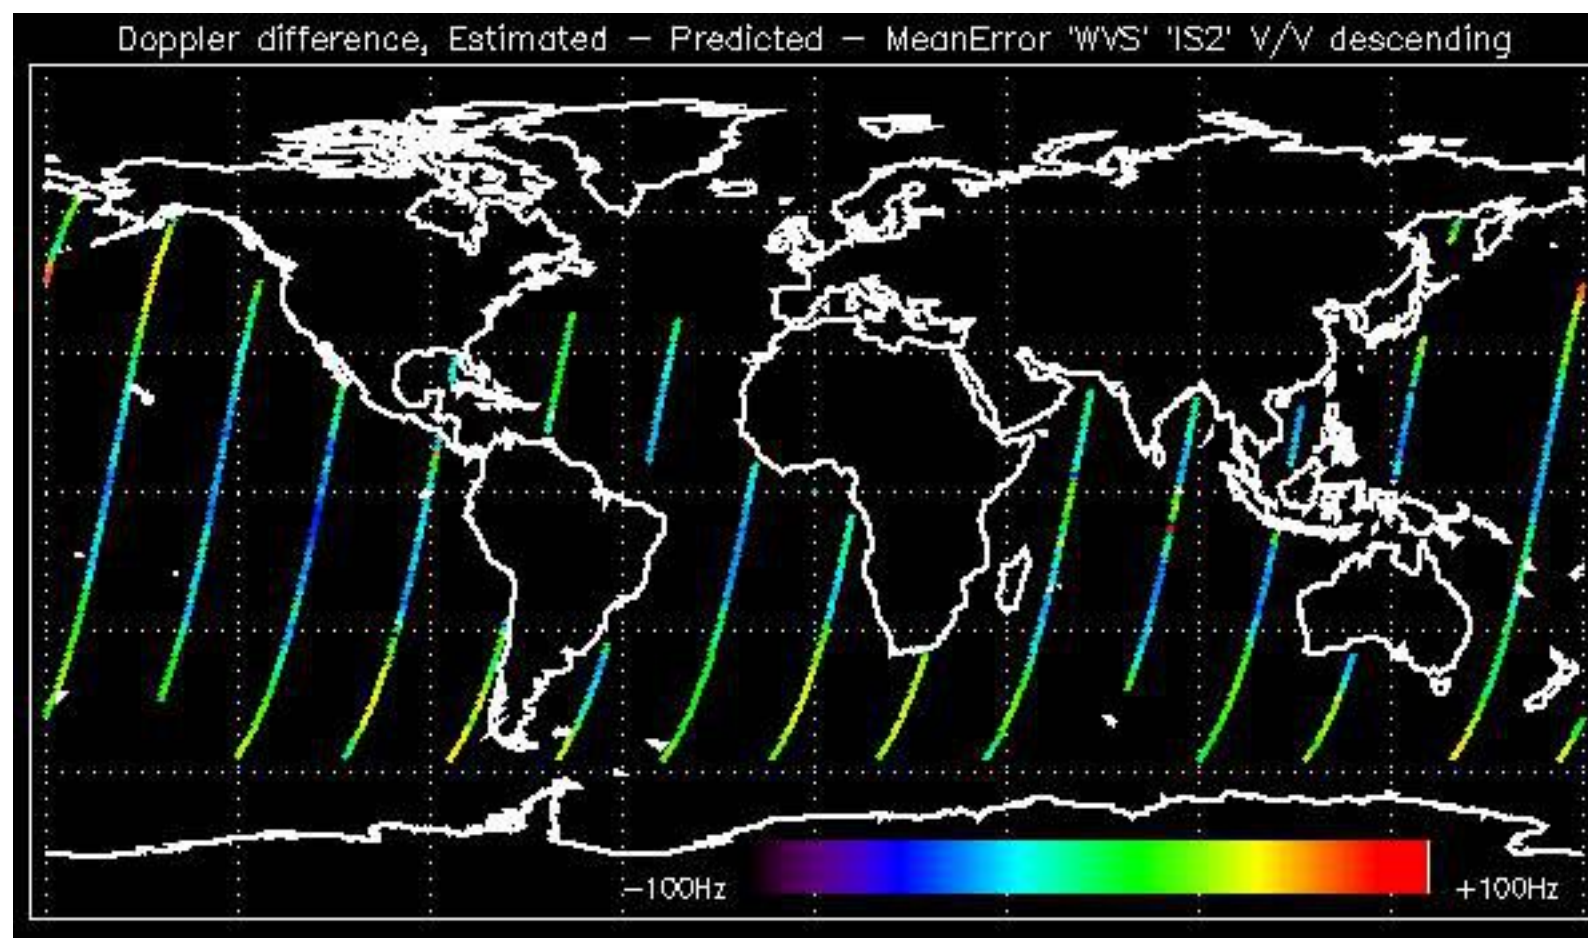 Doppler difference, Estimated – Predicted – MeanError 'WVS' 'IS2' V/V descending
-100Hz
+100Hz